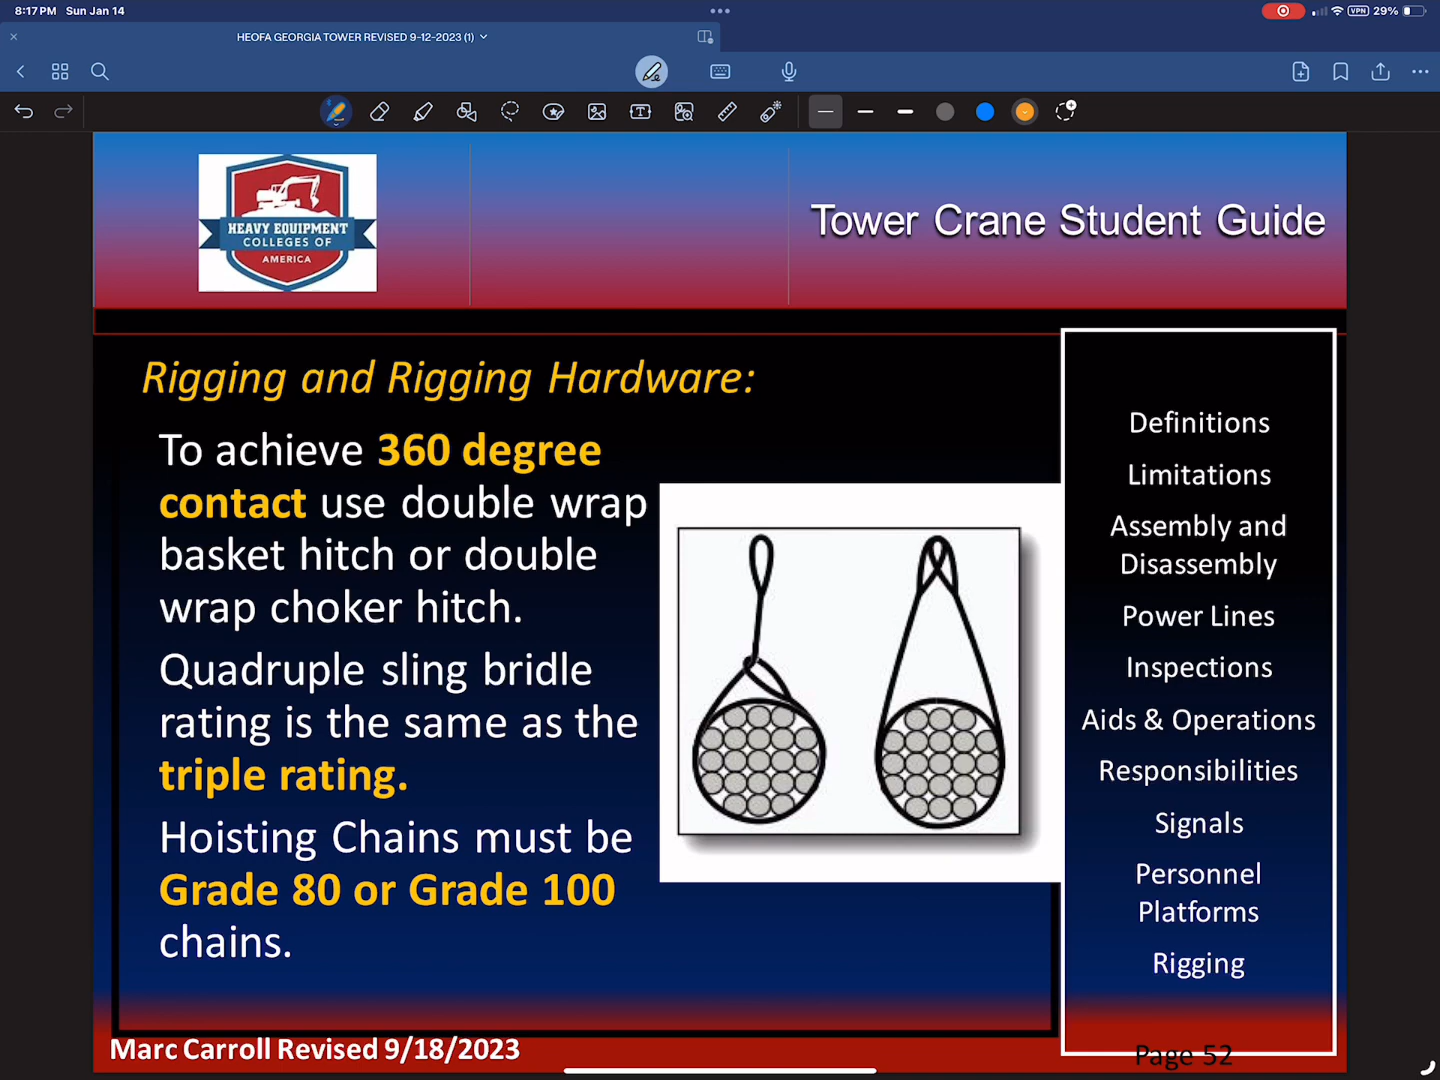 8:17 PM Sun Jan 14
VPN 29%
HEOFA GEORGIA TOWER REVISED 9-12-2023 (1)
HEAVY EQUIPMENT
COLLEGES OF
AMERICA
Tower Crane Student Guide
Rigging and Rigging Hardware:
To achieve 360 degree
contact use double wrap
basket hitch or double
wrap choker hitch.
Quadruple sling bridle
rating is the same as the
triple rating.
Hoisting Chains must be
Grade 80 or Grade 100
chains.
Definitions
Limitations
Assembly and
Disassembly
Power Lines
Inspections
Aids & Operations
Responsibilities
Signals
Personnel
Platforms
Rigging
Marc Carroll Revised 9/18/2023
Page 52